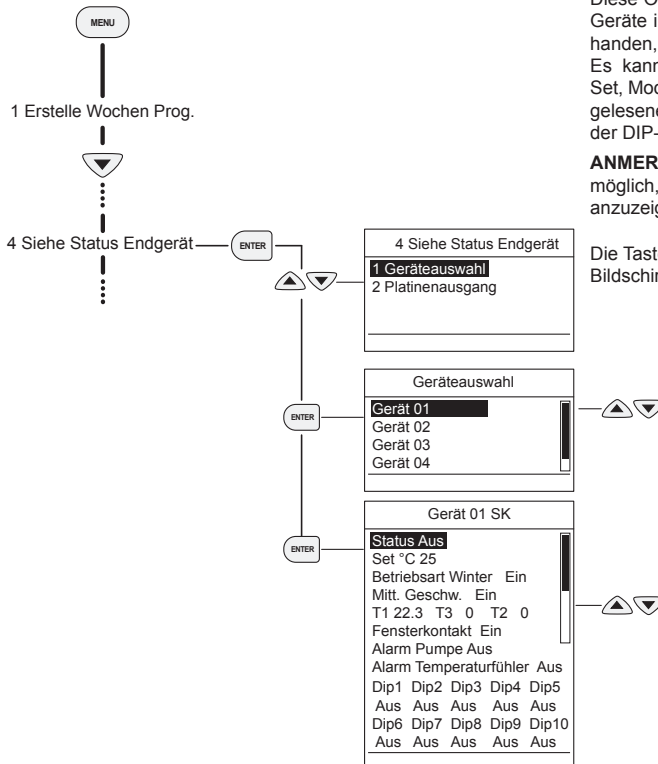 MENU
1 Erstelle Wochen Prog.
4 Siehe Status Endgerät
ENTER
4 Siehe Status Endgerät
1 Geräteauswahl
2 Platinenausgang
ENTER
Geräteauswahl
Gerät 01
Gerät 02
Gerät 03
Gerät 04
ENTER
Gerät 01 SK
Status Aus
Set °C 25
Betriebsart Winter Ein
Mitt. Geschw. Ein
T1 22.3 T3 0 T2 0
Fensterkontakt Ein
Alarm Pumpe Aus
Alarm Temperaturfühler Aus
Dip1 Dip2 Dip3 Dip4 Dip5
Aus Aus Aus Aus Aus
Dip6 Dip7 Dip8 Dip9 Dip10
Aus Aus Aus Aus Aus
Geräte i
handen,
Es kann
gelesene
der DIP-
möglich,
anzuzeig
Die Tast